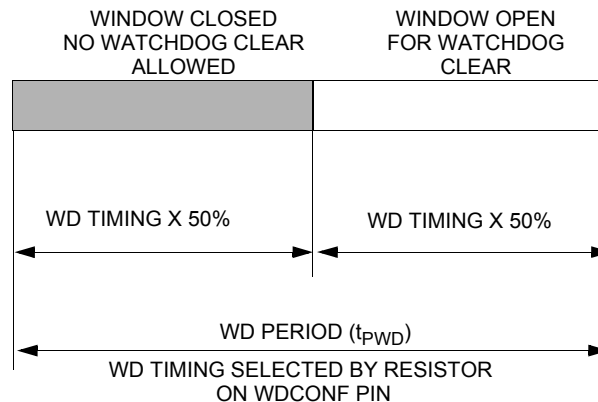 WINDOW CLOSED
NO WATCHDOG CLEAR
ALLOWED
WINDOW OPEN
FOR WATCHDOG
CLEAR
WD TIMING X 50%
WD TIMING X 50%
WD PERIOD (tPWD)
WD TIMING SELECTED BY RESISTOR
ON WDCONF PIN